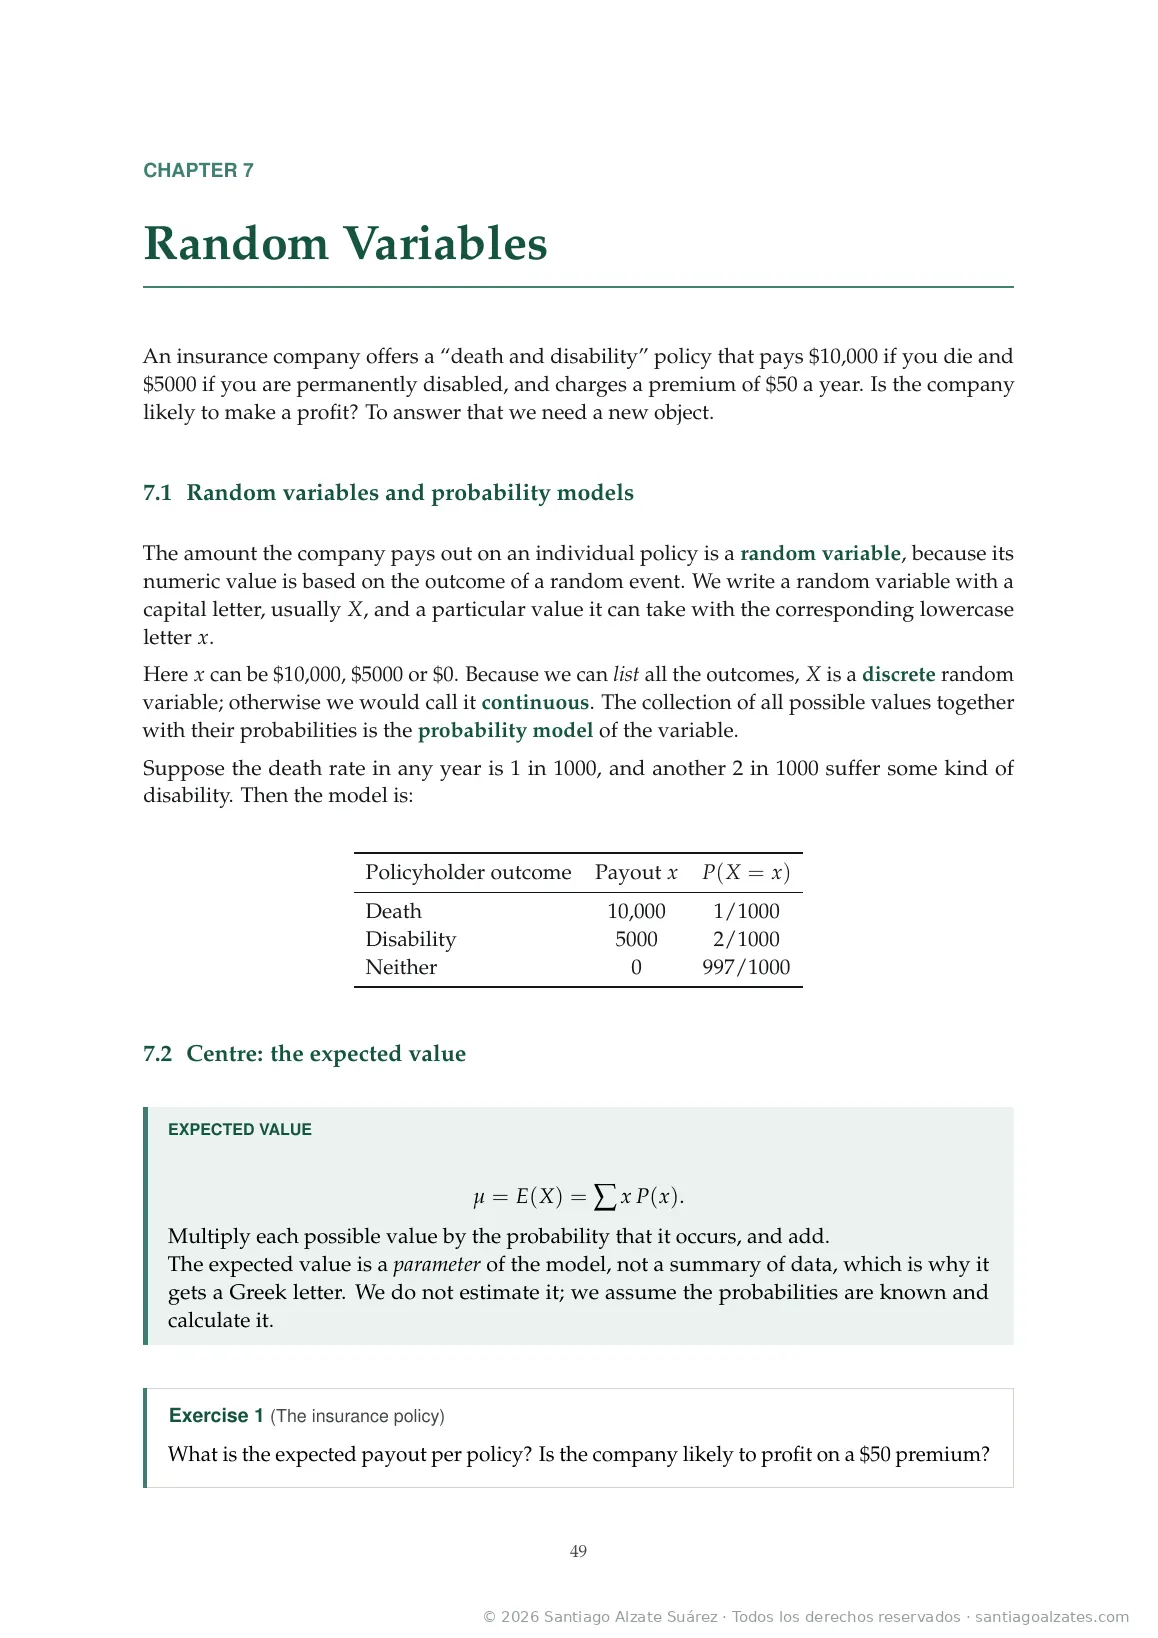 CHAPTER 7
Random Variables
An insurance company offers a “death and disability” policy that pays $10,000 if you die and
$5000 if you are permanently disabled, and charges a premium of $50 a year. Is the company
likely to make a profit? To answer that we need a new object.
7.1 Random variables and probability models
The amount the company pays out on an individual policy is a random variable, because its
numeric value is based on the outcome of a random event. We write a random variable with a
capital letter, usually X, and a particular value it can take with the corresponding lowercase
letter x.
Here x can be $10,000, $5000 or $0. Because we can list all the outcomes, X is a discrete random
variable; otherwise we would call it continuous. The collection of all possible values together
with their probabilities is the probability model of the variable.
Suppose the death rate in any year is 1 in 1000, and another 2 in 1000 suffer some kind of
disability. Then the model is:
Policyholder outcome Payout x P(X = x)
Death 10,000 1/1000
Disability 5000 2/1000
Neither 0 997/1000
7.2 Centre: the expected value
EXPECTED VALUE
μ = E(X) = ∑ x P(x).
Multiply each possible value by the probability that it occurs, and add.
The expected value is a parameter of the model, not a summary of data, which is why it
gets a Greek letter. We do not estimate it; we assume the probabilities are known and
calculate it.
Exercise 1 (The insurance policy)
What is the expected payout per policy? Is the company likely to profit on a $50 premium?
49
© 2026 Santiago Alzate Suárez · Todos los derechos reservados · santiagoalzates.com